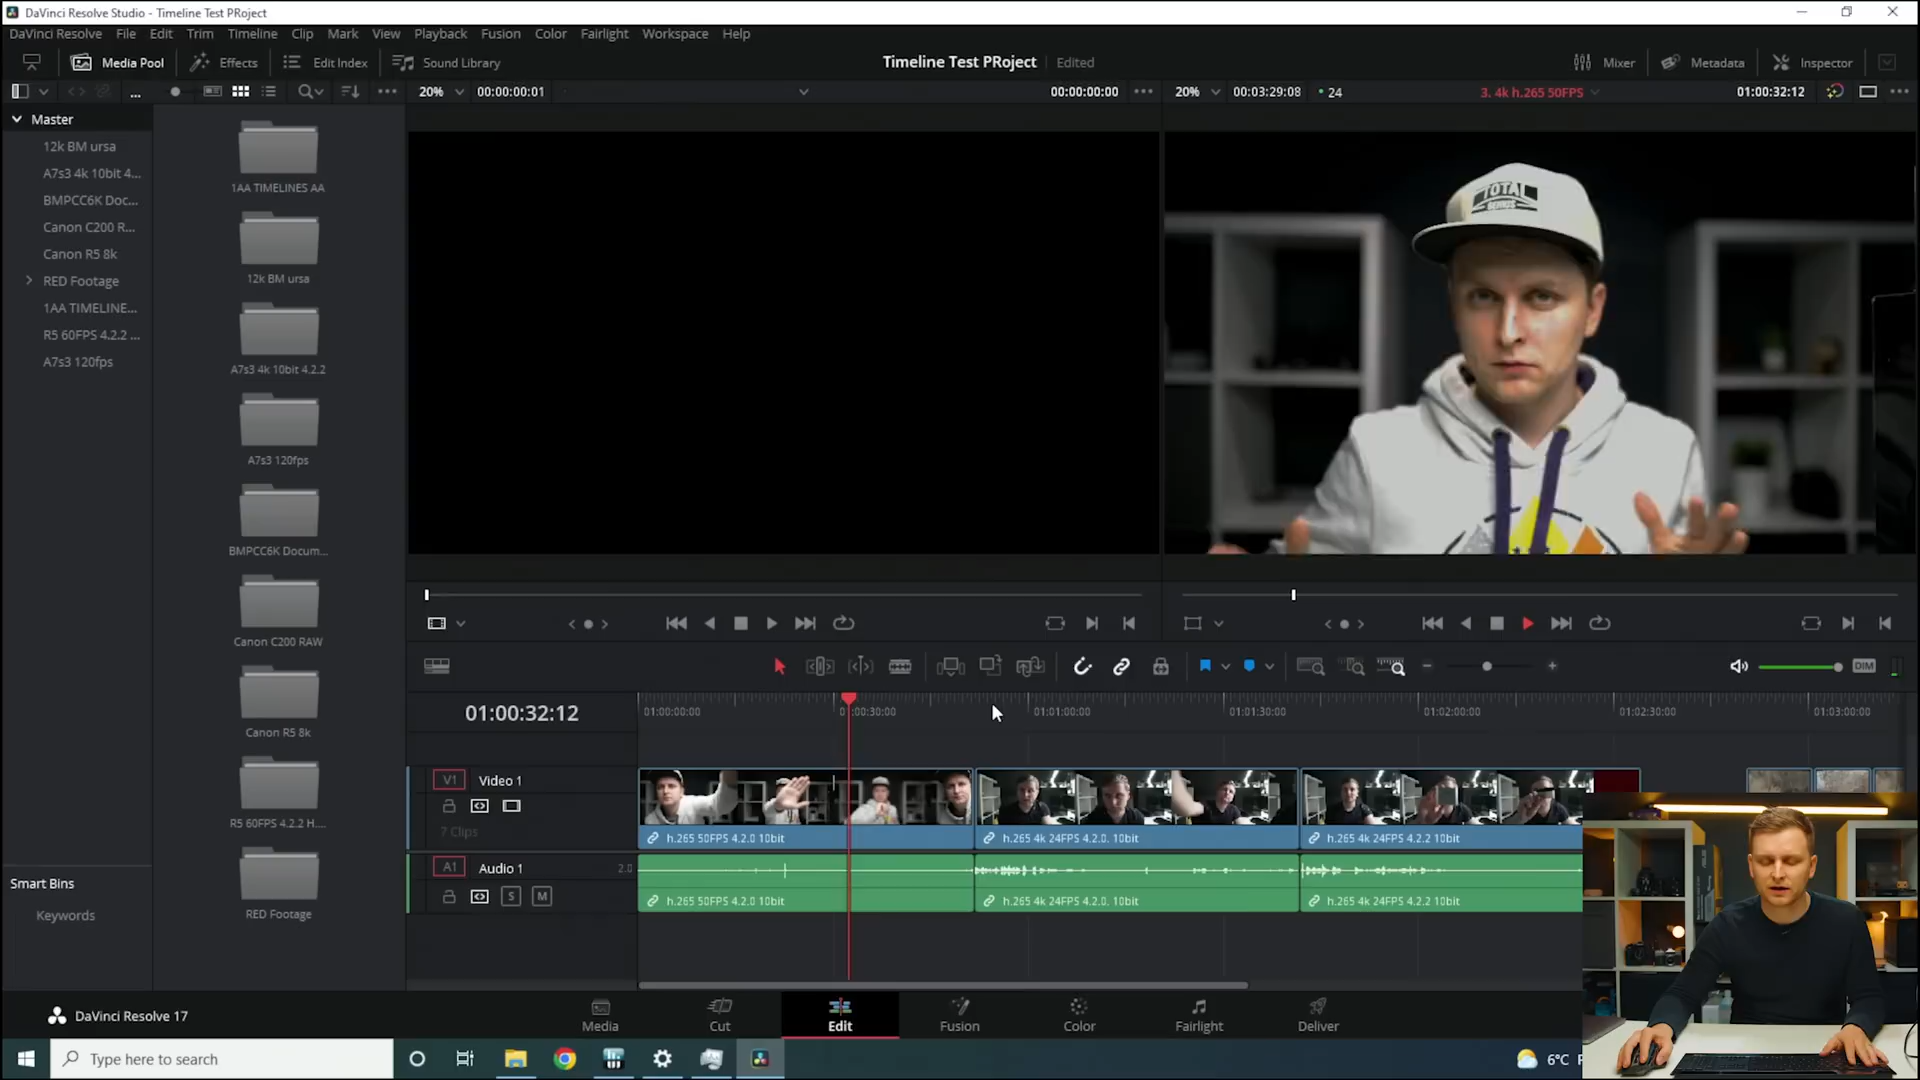 DaVinci Resolve Studio - Timeline Test PRoject
DaVinci Resolve File Edit Trim Timeline Clip Mark View Playback Fusion Color Fairlight Workspace Help
Media Pool Effects Edit Index Sound Library Timeline Test PRoject Edited Mixer Metadata Inspector
20% 00:00:00:01 00:00:00:00 20% 00:03:29:08 24 3. 4k h.265 50FPS 01:00:32:12
Master
12k BM ursa
A7s3 4k 10bit 4...
BMPCC6K Doc...
Canon C200 R...
Canon R5 8k
RED Footage
1AA TIMELINE...
R5 60FPS 4.2.2 ...
A7s3 120fps
Smart Bins
Keywords
1AA TIMELINES AA
12k BM ursa
A7s3 4k 10bit 4.2.2
A7s3 120fps
BMPCC6K Docum...
Canon C200 RAW
Canon R5 8k
R5 60FPS 4.2.2 H....
RED Footage
TOTAL
DIM
01:00:32:12
01:00:00:00 01:00:30:00 01:01:00:00 01:01:30:00 01:02:00:00 01:02:30:00 01:03:00:00
V1 Video 1
7 Clips
h.265 50FPS 4.2.0 10bit h.265 4k 24FPS 4.2.0. 10bit h.265 4k 24FPS 4.2.2 10bit
A1 Audio 1 2.0
S M
h.265 50FPS 4.2.0 10bit h.265 4k 24FPS 4.2.0. 10bit h.265 4k 24FPS 4.2.2 10bit
DaVinci Resolve 17
Media Cut Edit Fusion Color Fairlight Deliver
Type here to search
6°C